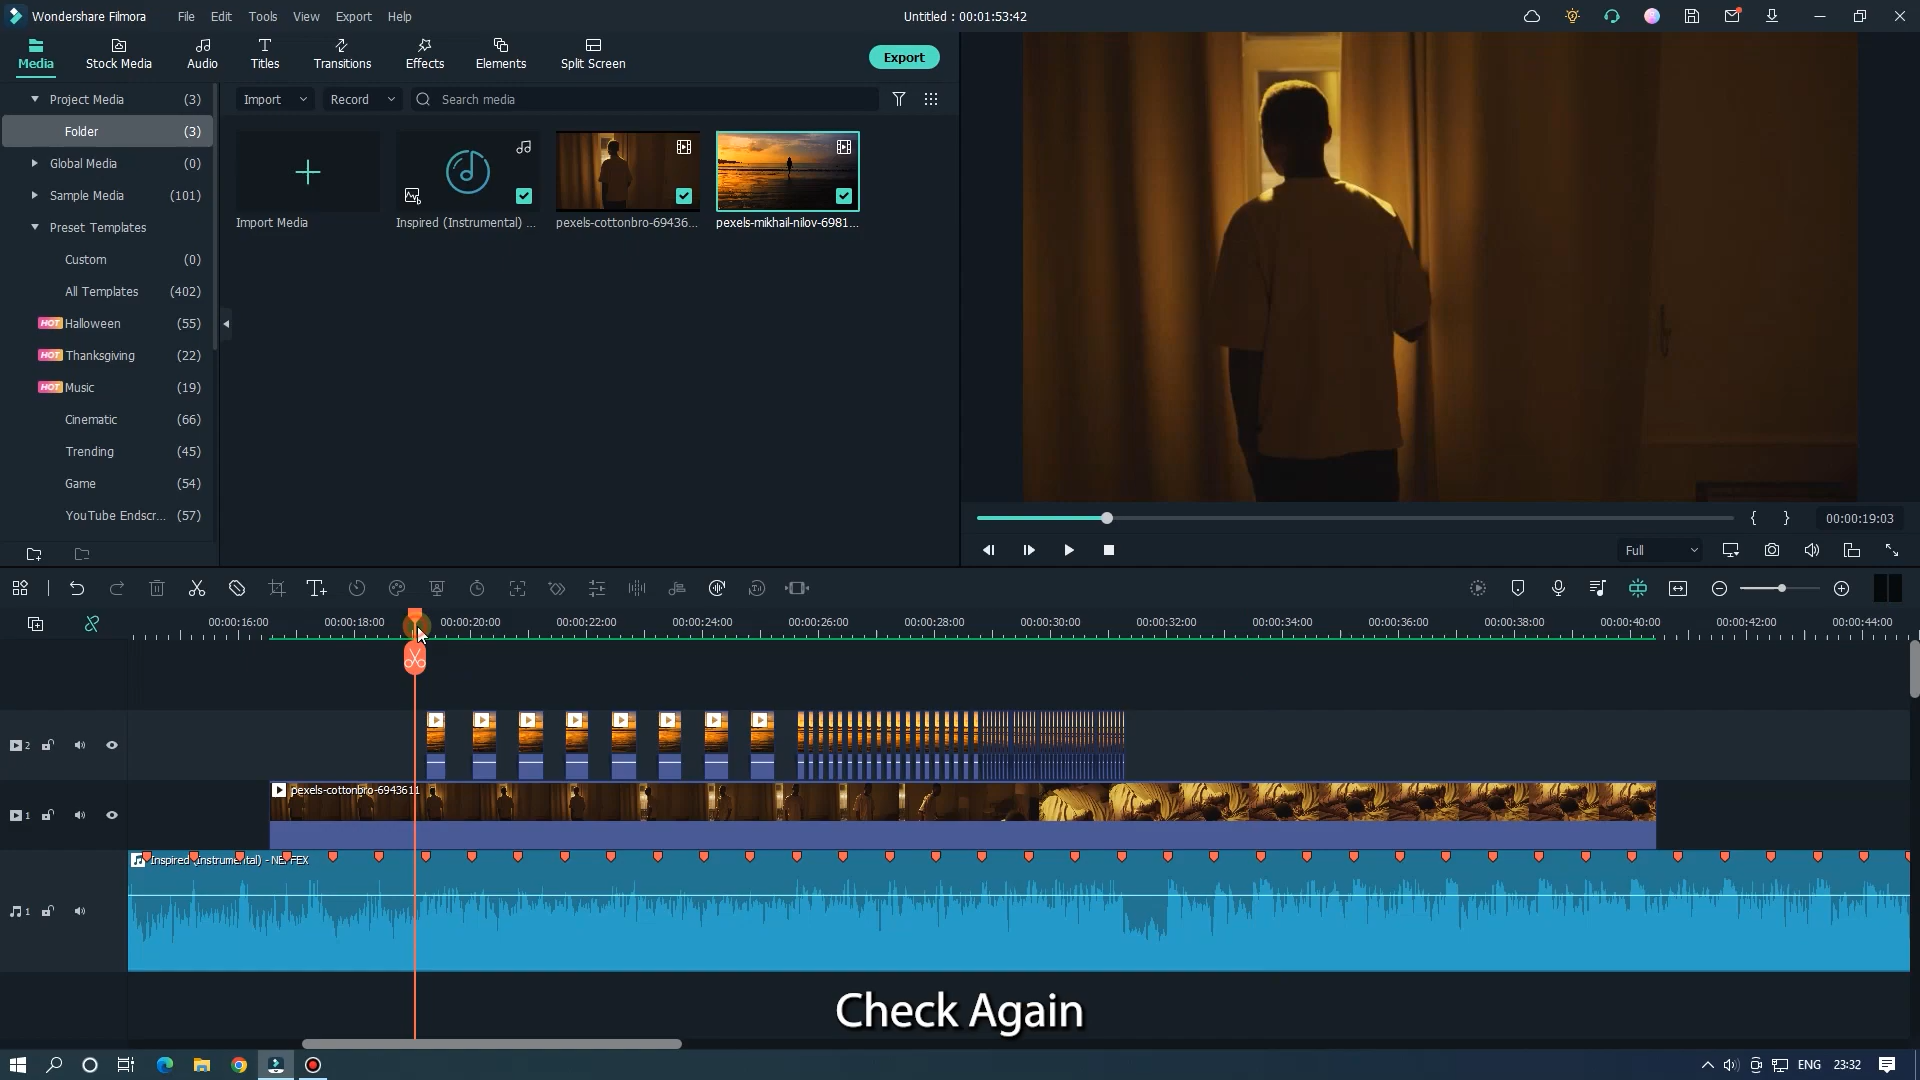 Wondershare Filmora File Edit Tools View Export Help Untitled : 00:01:53:42
Media Stock Media Audio Titles Transitions Effects Elements Split Screen Export
Project Media (3) Import Record Search media
Folder (3)
Global Media (0)
Sample Media (101)
Import Media Inspired (Instrumental) ... pexels-cottonbro-69436... pexels-mikhail-nilov-6981...
Preset Templates
Custom (0)
All Templates (402)
HOT Halloween (55)
HOT Thanksgiving (22)
HOT Music (19)
Cinematic (66)
Trending (45)
Game (54)
YouTube Endscr... (57)
{ } 00:00:19:03
Full
00:00:16:00 00:00:18:00 00:00:20:00 00:00:22:00 00:00:24:00 00:00:26:00 00:00:28:00 00:00:30:00 00:00:32:00 00:00:34:00 00:00:36:00 00:00:38:00 00:00:40:00 00:00:42:00 00:00:44:00
2
pexels-cottonbro-6943611
1
Inspired (Instrumental) - NEFFEX
1
Check Again
ENG 23:32